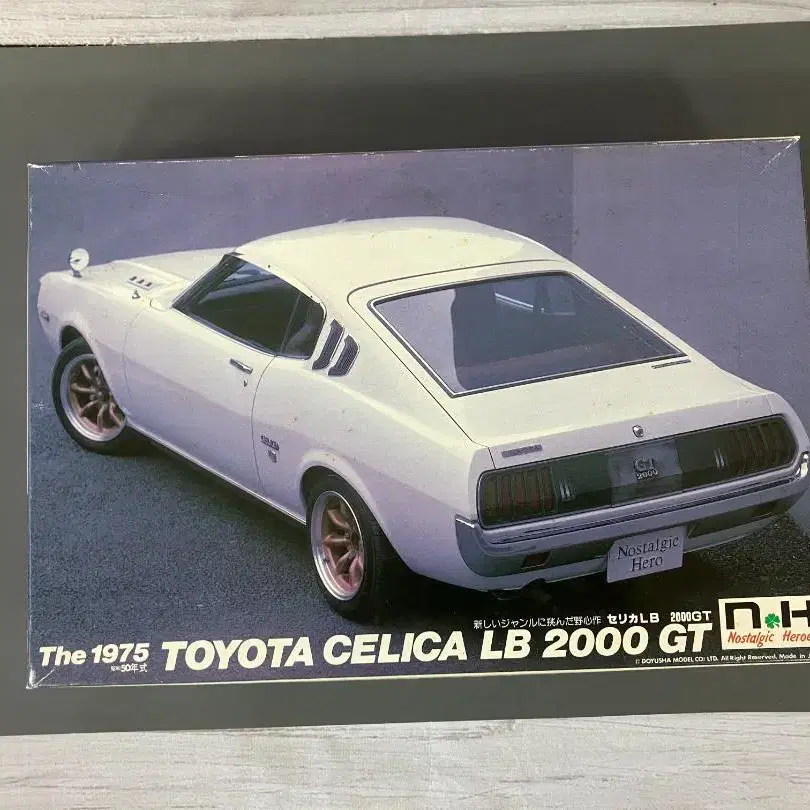 GT
2000
Nostalgic
Hero
新しいジャンルに挑んだ野心作 セリカLB 2000GT
The 1975 TOYOTA CELICA LB 2000 GT
昭和50年式
n H
Nostalgic Heroe
© DOYUSHA MODEL CO. LTD. All Right Reserved. Made in J